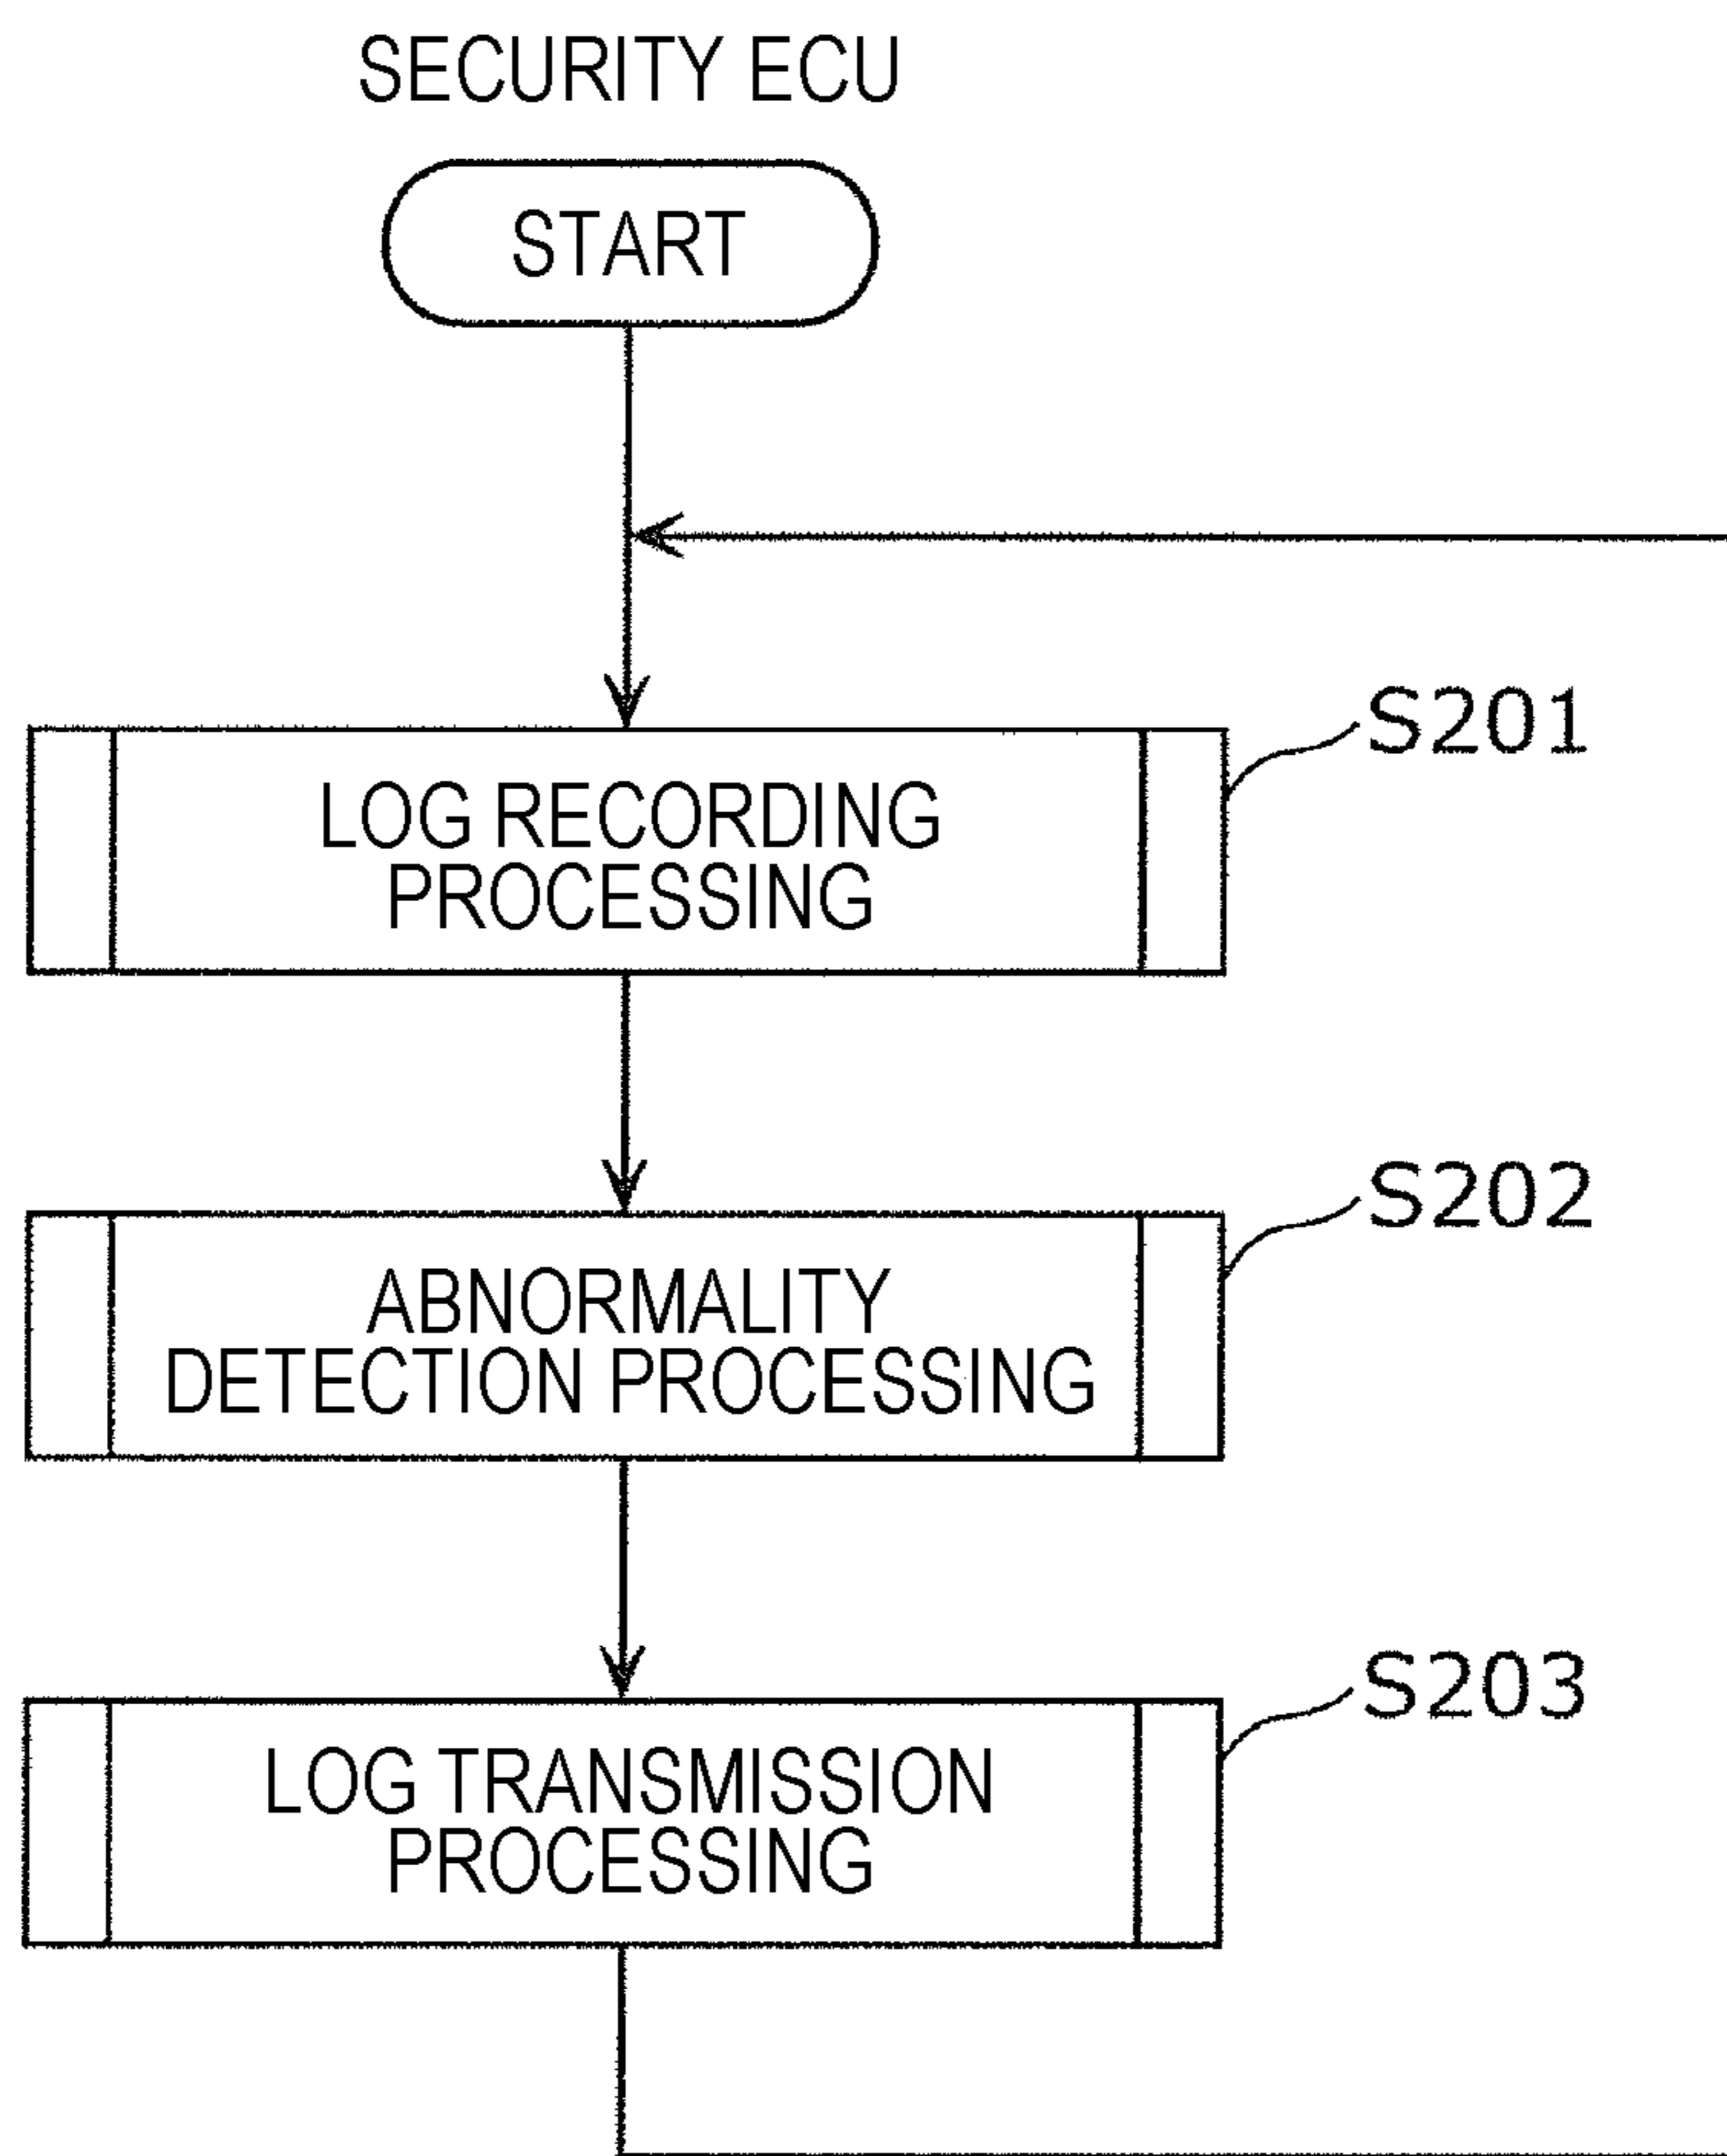 SECURITY ECU
START
S201
LOG RECORDING
PROCESSING
S202
ABNORMALITY
DETECTION PROCESSING
S203
LOG TRANSMISSION
PROCESSING